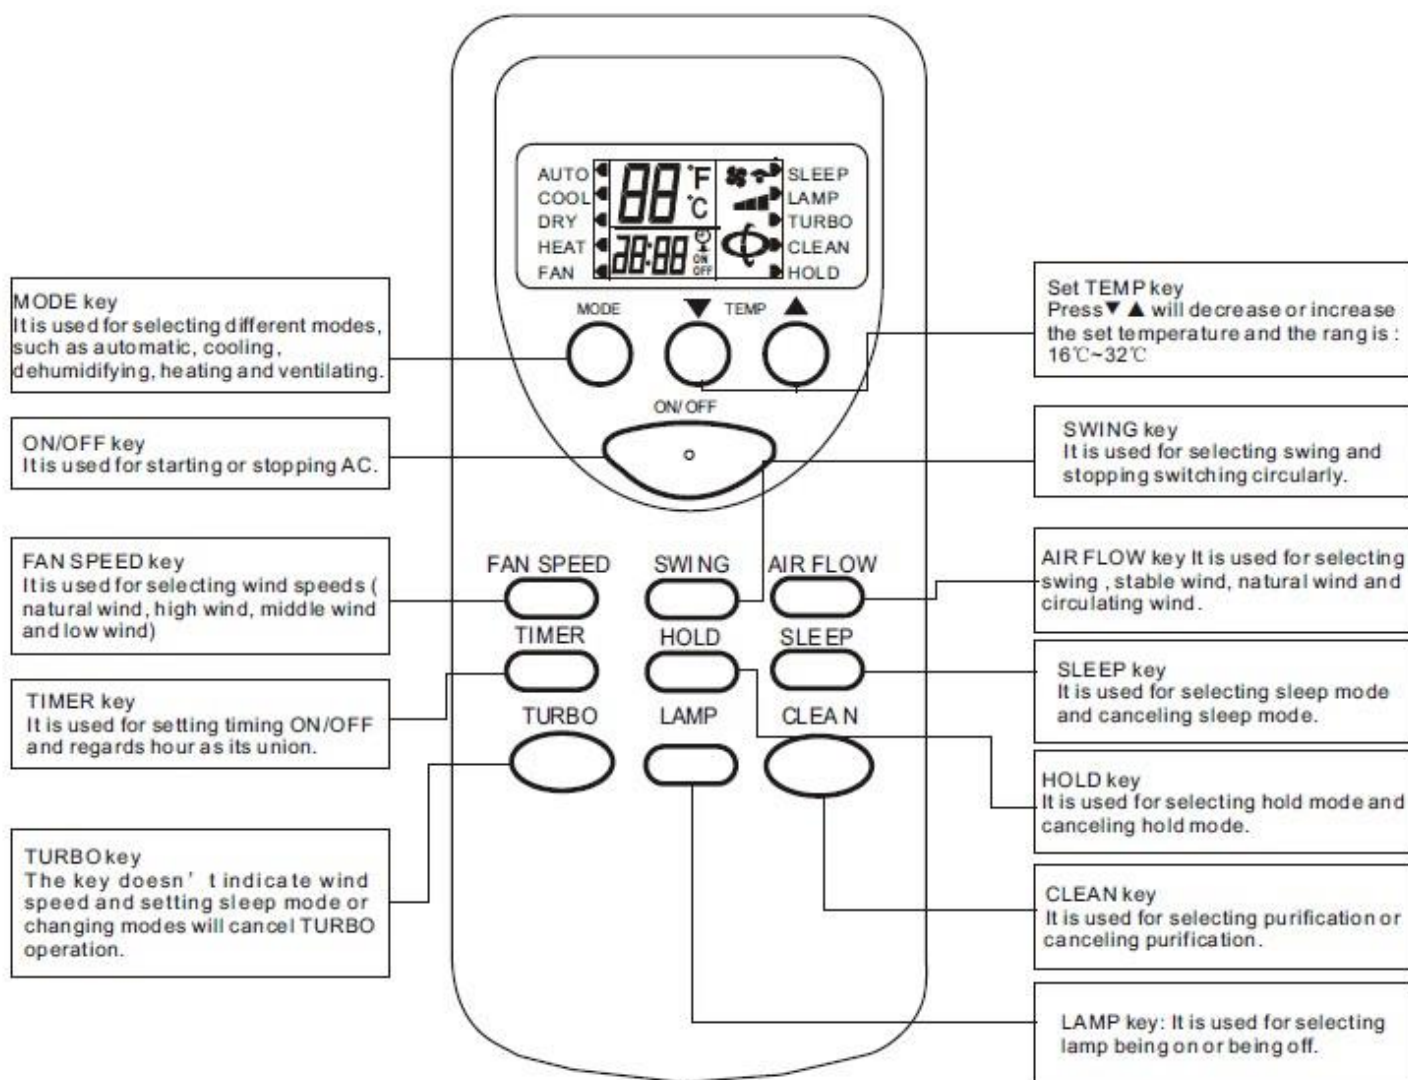 AUTO
COOL
DRY
HEAT
FAN
88 °F
°C
88:88
ON
OFF
SLEEP
LAMP
TURBO
CLEAN
HOLD
MODE
▼ TEMP ▲
ON/OFF
FAN SPEED SWING AIR FLOW
TIMER HOLD SLEEP
TURBO LAMP CLEAN
MODE key
It is used for selecting different modes,
such as automatic, cooling,
dehumidifying, heating and ventilating.
ON/OFF key
It is used for starting or stopping AC.
FAN SPEED key
It is used for selecting wind speeds (
natural wind, high wind, middle wind
and low wind)
TIMER key
It is used for setting timing ON/OFF
and regards hour as its union.
TURBO key
The key doesn't indicate wind
speed and setting sleep mode or
changing modes will cancel TURBO
operation.
Set TEMP key
Press▼ ▲ will decrease or increase
the set temperature and the rang is :
16℃~32℃
SWING key
It is used for selecting swing and
stopping switching circularly.
AIR FLOW key It is used for selecting
swing , stable wind, natural wind and
circulating wind.
SLEEP key
It is used for selecting sleep mode
and canceling sleep mode.
HOLD key
It is used for selecting hold mode and
canceling hold mode.
CLEAN key
It is used for selecting purification or
canceling purification.
LAMP key: It is used for selecting
lamp being on or being off.